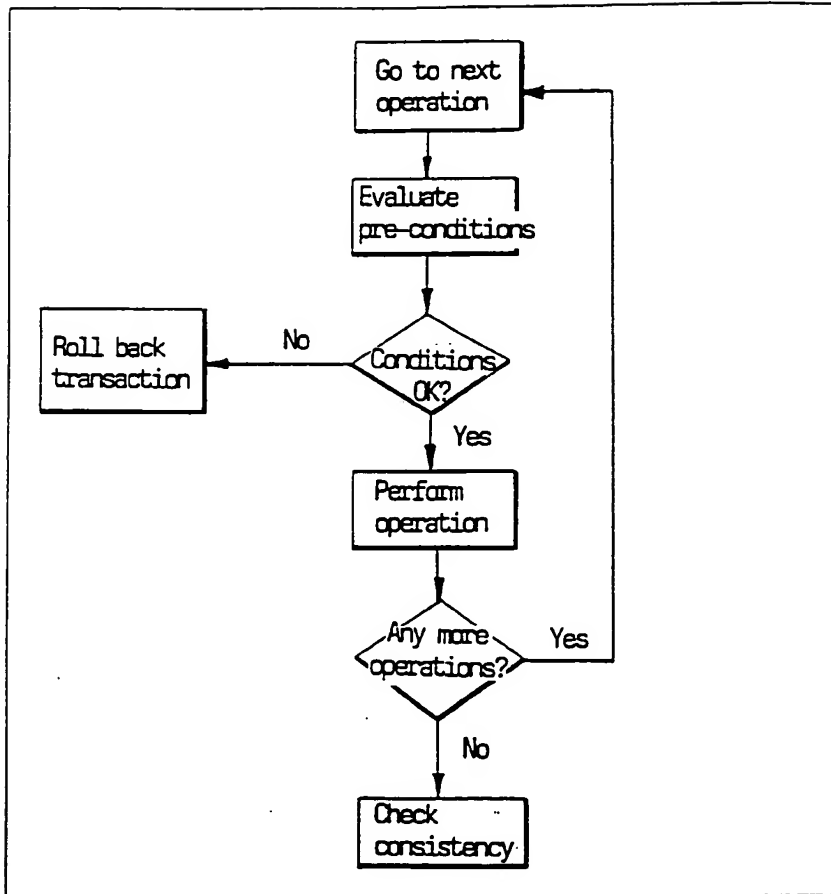 Go to next
operation
Evaluate
pre-conditions
No
Roll back
transaction
Conditions
OK?
Yes
Perform
operation
Any more
operations?
Yes
No
Check
consistency